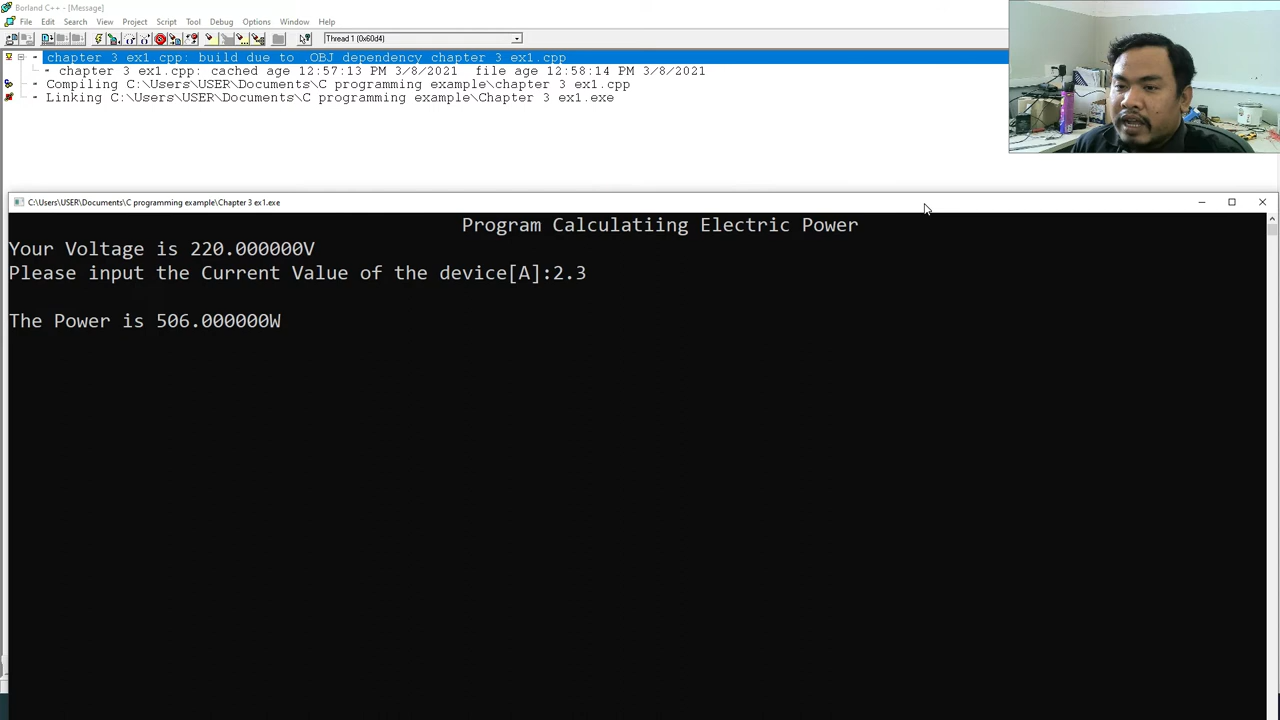 Borland C++ - [Message]
File Edit Search View Project Script Tool Debug Options Window Help
Thread 1 (0x60d4)
chapter 3 ex1.cpp: build due to .OBJ dependency chapter 3 ex1.cpp
chapter 3 ex1.cpp: cached age 12:57:13 PM 3/8/2021 file age 12:58:14 PM 3/8/2021
Compiling C:\Users\USER\Documents\C programming example\chapter 3 ex1.cpp
Linking C:\Users\USER\Documents\C programming example\Chapter 3 ex1.exe
C:\Users\USER\Documents\C programming example\Chapter 3 ex1.exe
Program Calculatiing Electric Power
Your Voltage is 220.000000V
Please input the Current Value of the device[A]:2.3
The Power is 506.000000W